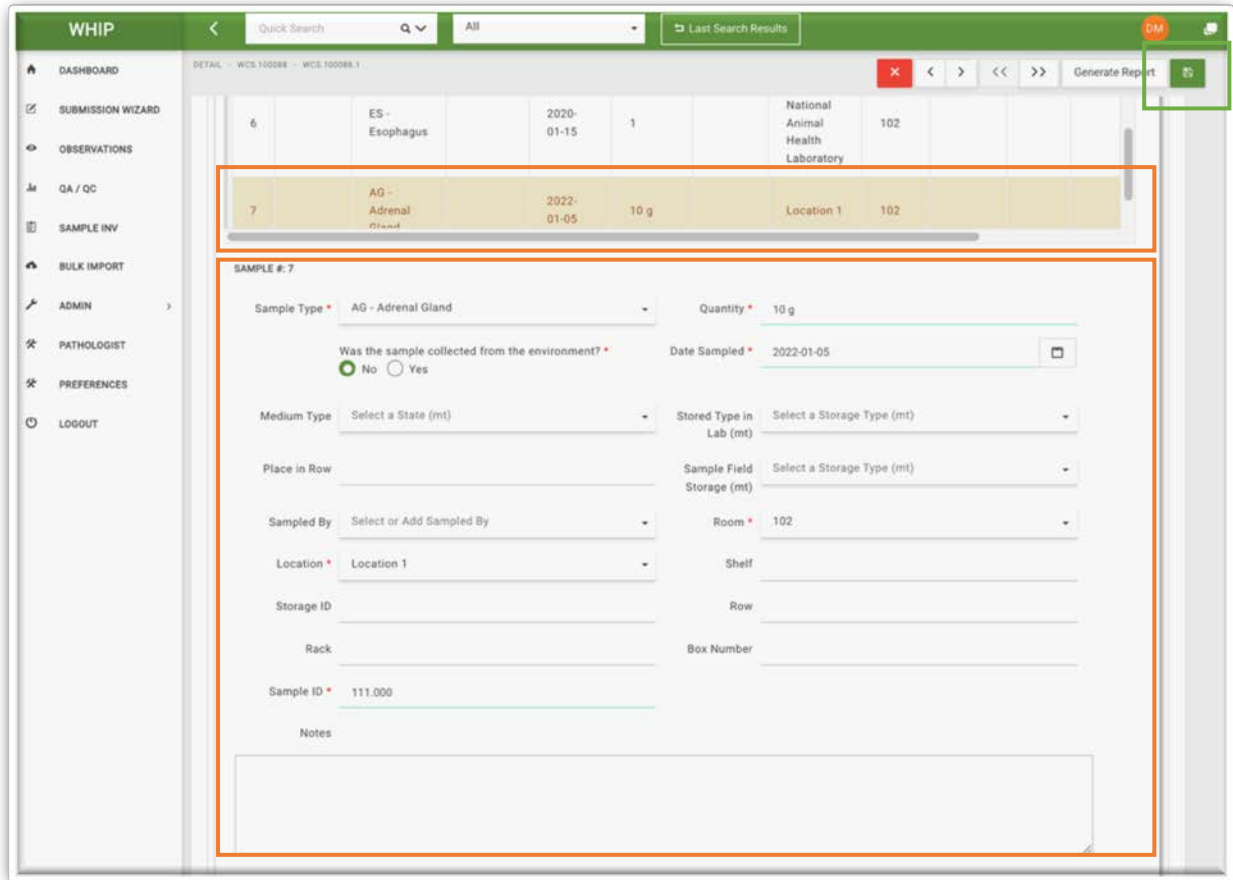 WHIP
Quick Search
All
Last Search Results
DM
DASHBOARD
SUBMISSION WIZARD
OBSERVATIONS
QA / QC
SAMPLE INV
BULK IMPORT
ADMIN
PATHOLOGIST
PREFERENCES
LOGOUT
DETAIL - WCS.100088 - WCS.100088.1
Generate Report
6
ES -
Esophagus
2020-
01-15
1
National
Animal
Health
Laboratory
102
7
AG -
Adrenal
Gland
2022-
01-05
10 g
Location 1
102
SAMPLE #: 7
Sample Type * AG - Adrenal Gland
Quantity * 10 g
Was the sample collected from the environment? *
No Yes
Date Sampled * 2022-01-05
Medium Type Select a State (mt)
Stored Type in
Lab (mt)
Select a Storage Type (mt)
Place in Row
Sample Field
Storage (mt)
Select a Storage Type (mt)
Sampled By Select or Add Sampled By
Room * 102
Location * Location 1
Shelf
Storage ID
Row
Rack
Box Number
Sample ID * 111.000
Notes